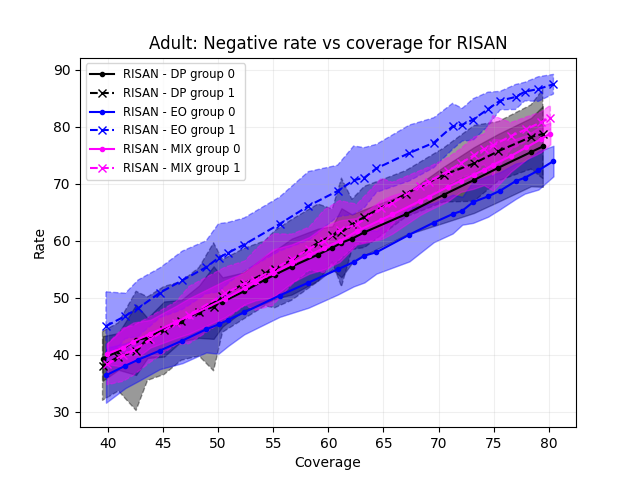 Adult: Negative rate vs coverage for RISAN
90
80
70
60
50
40
30
Rate
RISAN - DP group 0
RISAN - DP group 1
RISAN - EO group 0
RISAN - EO group 1
RISAN - MIX group 0
RISAN - MIX group 1
40 45 50 55 60 65 70 75 80
Coverage